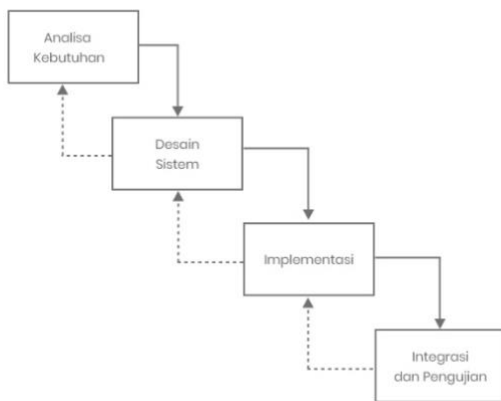 Analisa
Kebutuhan
Desain
Sistem
Implementasi
Integrasi
dan Pengujian